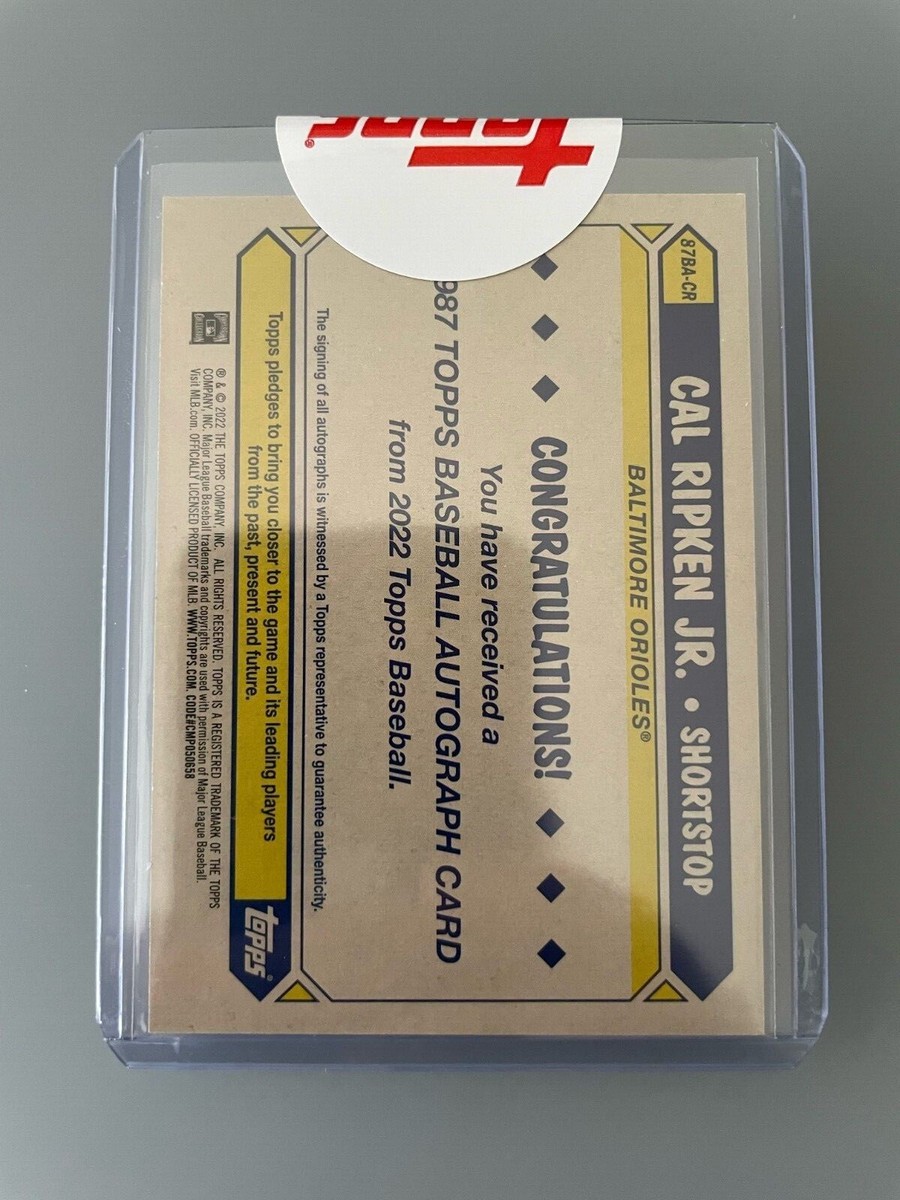 topps®
87BA-CR
CAL RIPKEN JR. • SHORTSTOP
BALTIMORE ORIOLES®
CONGRATULATIONS!
You have received a
987 TOPPS BASEBALL AUTOGRAPH CARD
from 2022 Topps Baseball.
The signing of all autographs is witnessed by a Topps representative to guarantee authenticity.
Topps pledges to bring you closer to the game and its leading players
from the past, present and future.
topps®
® & © 2022 THE TOPPS COMPANY, INC. ALL RIGHTS RESERVED. TOPPS IS A REGISTERED TRADEMARK OF THE TOPPS
COMPANY, INC. Major League Baseball trademarks and copyrights are used with permission of Major League Baseball.
Visit MLB.com. OFFICIALLY LICENSED PRODUCT OF MLB. WWW.TOPPS.COM. CODE#CMP050658